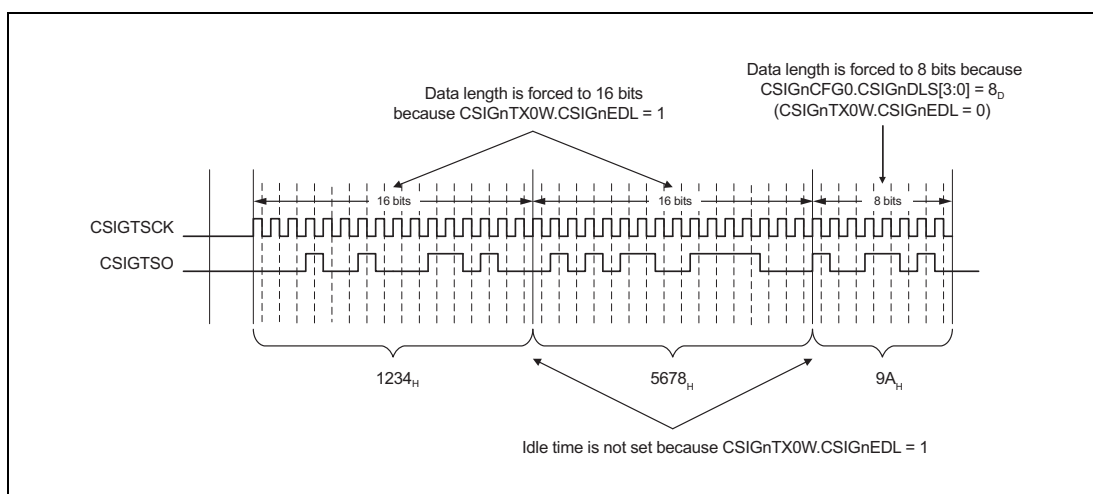 Data length is forced to 16 bits
because CSIGnTX0W.CSIGnEDL = 1
Data length is forced to 8 bits because
CSIGnCFG0.CSIGnDLS[3:0] = 8D
(CSIGnTX0W.CSIGnEDL = 0)
16 bits
16 bits
8 bits
CSIGTSCK
CSIGTSO
1234H
5678H
9AH
Idle time is not set because CSIGnTX0W.CSIGnEDL = 1